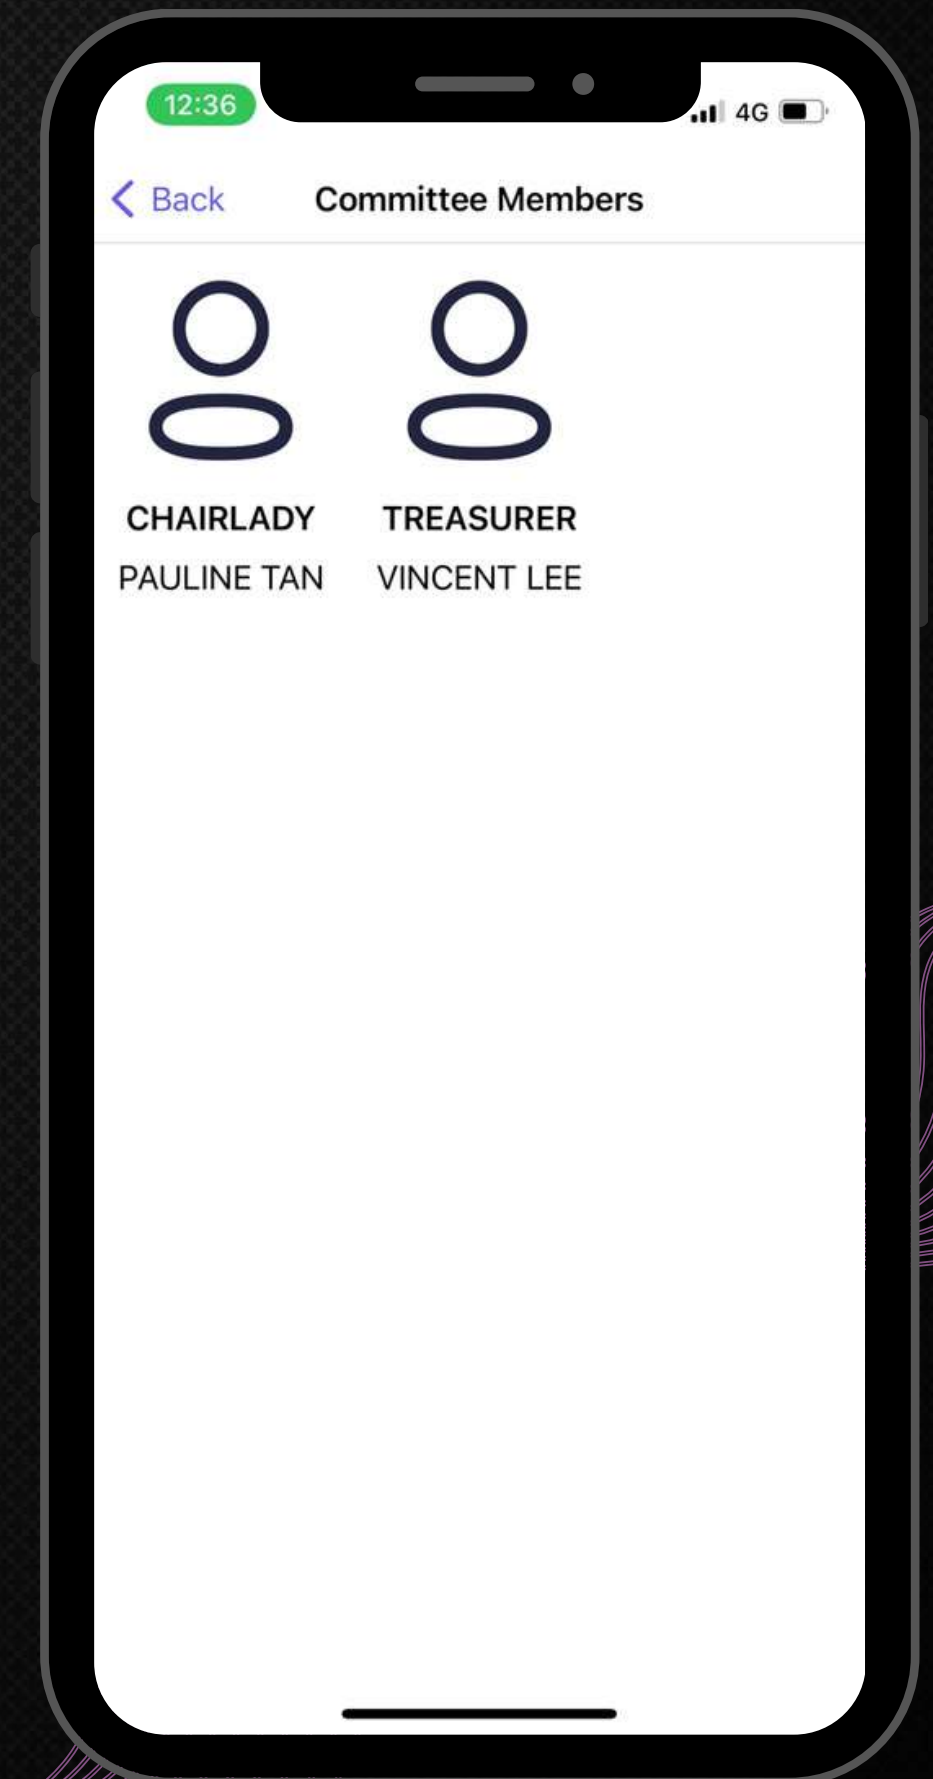 12:36 4G
Back Committee Members
CHAIRLADY TREASURER
PAULINE TAN VINCENT LEE